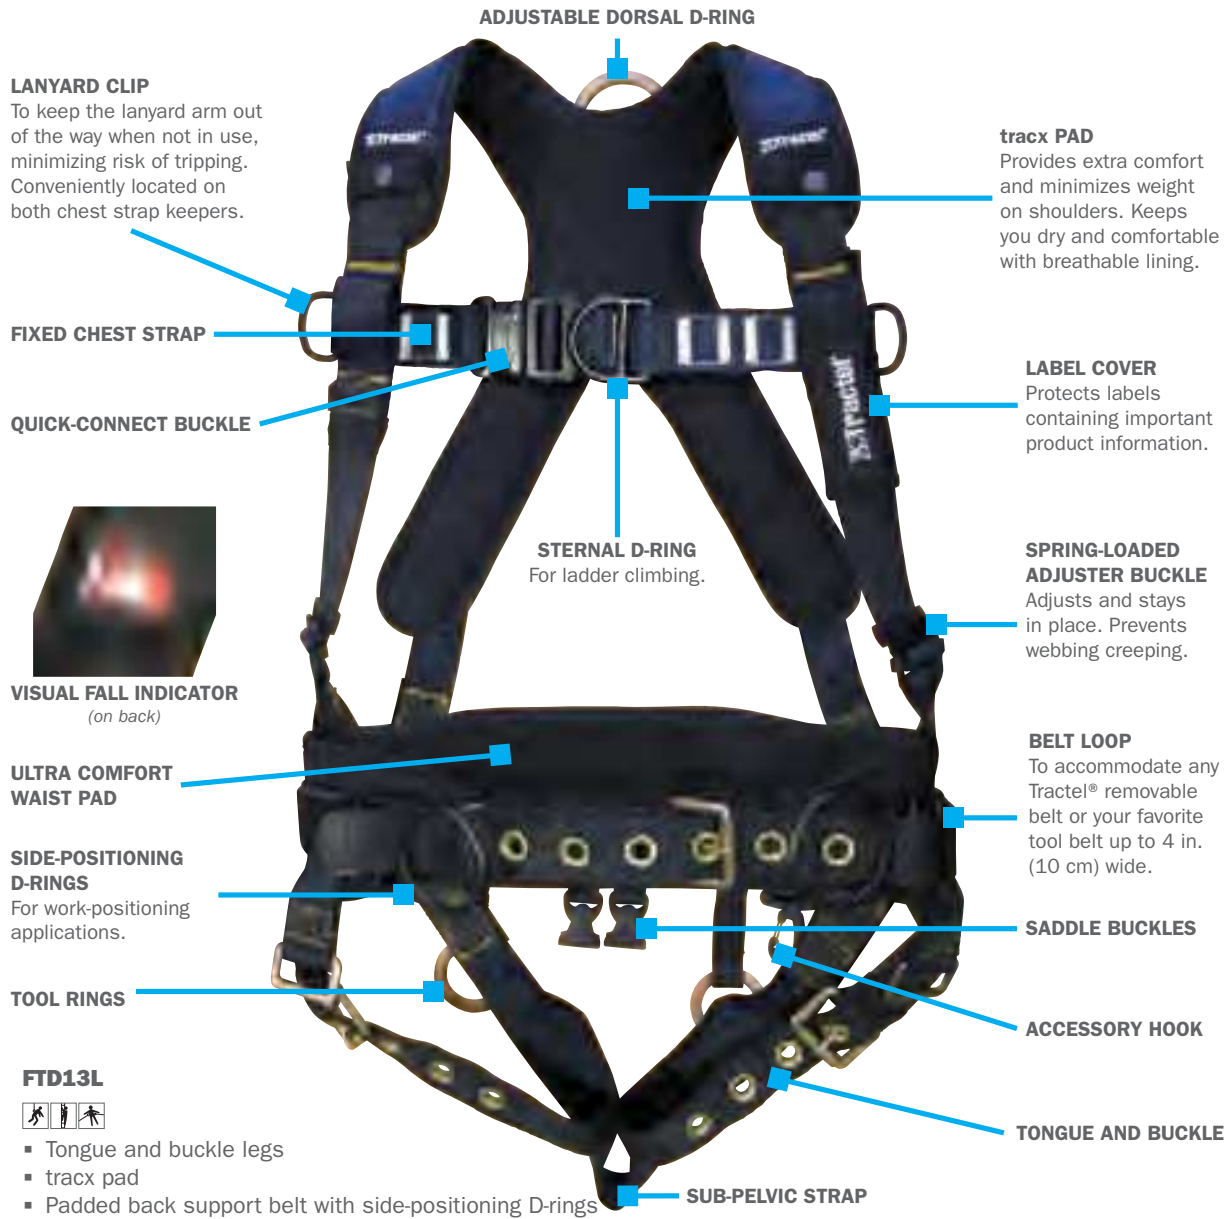 ADJUSTABLE DORSAL D-RING
LANYARD CLIP
To keep the lanyard arm out
of the way when not in use,
minimizing risk of tripping.
Conveniently located on
both chest strap keepers.
tracx PAD
Provides extra comfort
and minimizes weight
on shoulders. Keeps
you dry and comfortable
with breathable lining.
FIXED CHEST STRAP
QUICK-CONNECT BUCKLE
LABEL COVER
Protects labels
containing important
product information.
Tractel
STERNAL D-RING
For ladder climbing.
SPRING-LOADED
ADJUSTER BUCKLE
Adjusts and stays
in place. Prevents
webbing creeping.
VISUAL FALL INDICATOR
(on back)
ULTRA COMFORT
WAIST PAD
BELT LOOP
To accommodate any
Tractel® removable
belt or your favorite
tool belt up to 4 in.
(10 cm) wide.
SIDE-POSITIONING
D-RINGS
For work-positioning
applications.
SADDLE BUCKLES
TOOL RINGS
ACCESSORY HOOK
FTD13L
▪ Tongue and buckle legs
▪ tracx pad
▪ Padded back support belt with side-positioning D-rings
TONGUE AND BUCKLE
SUB-PELVIC STRAP